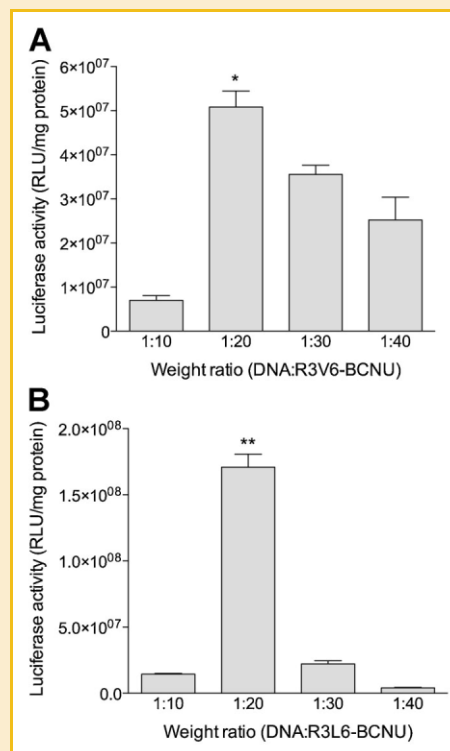 A
Luciferase activity (RLU/mg protein)
6×10⁰⁷
5×10⁰⁷
4×10⁰⁷
3×10⁰⁷
2×10⁰⁷
1×10⁰⁷
0
*
1:10 1:20 1:30 1:40
Weight ratio (DNA:R3V6-BCNU)
B
Luciferase activity (RLU/mg protein)
2.0×10⁰⁸
1.5×10⁰⁸
1.0×10⁰⁸
5.0×10⁰⁷
0.0
**
1:10 1:20 1:30 1:40
Weight ratio (DNA:R3L6-BCNU)